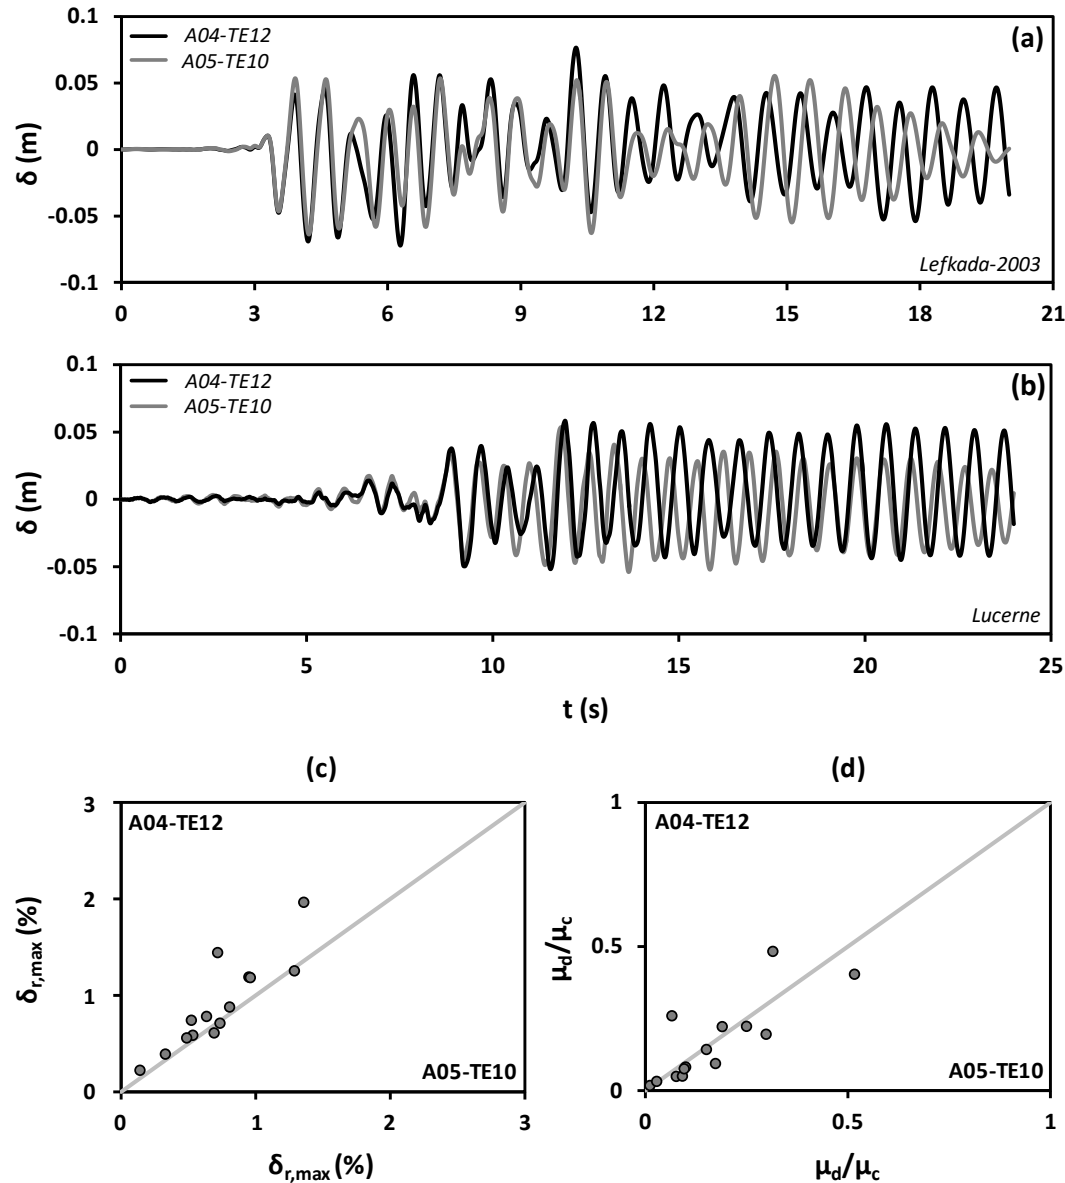 0.1
A04-TE12
(a)
A05-TE10
0.05
δ (m)
0
-0.05
Lefkada-2003
-0.1
0 3 6 9 12 15 18 21
0.1
A04-TE12
(b)
A05-TE10
0.05
δ (m)
0
-0.05
Lucerne
-0.1
0 5 10 15 20 25
t (s)
(c)
3
A04-TE12
2
δr,max (%)
1
A05-TE10
0
0 1 2 3
δr,max (%)
(d)
1
A04-TE12
μd/μc
0.5
A05-TE10
0
0 0.5 1
μd/μc